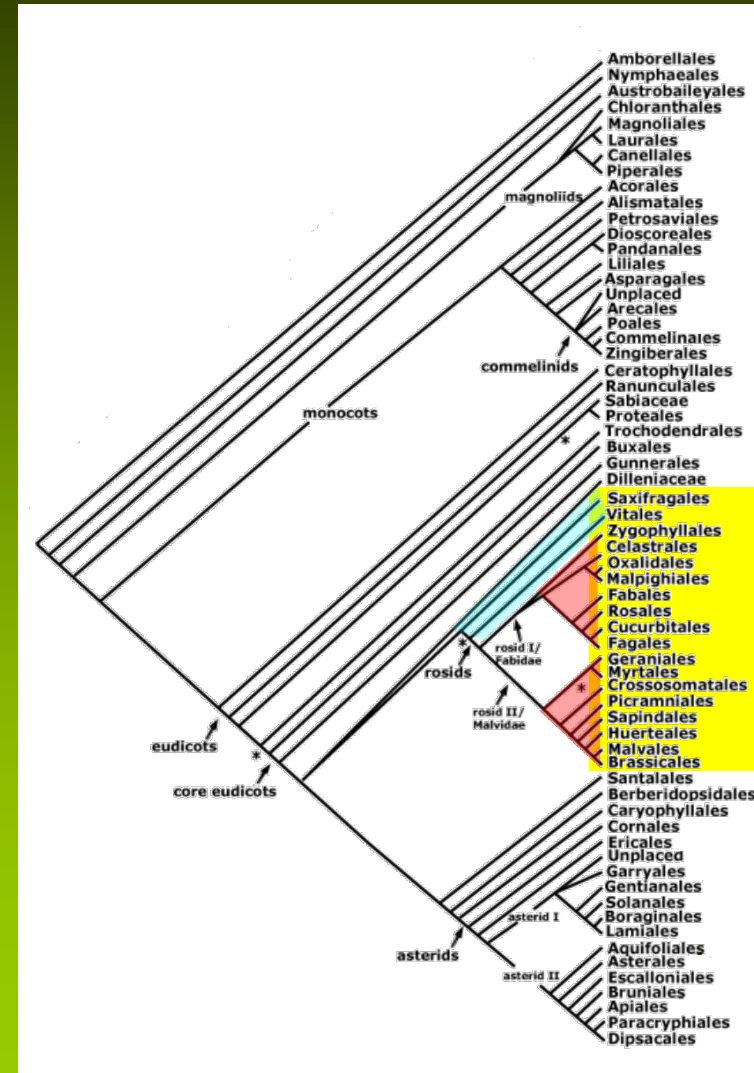 Amborellales
Nymphaeales
Austrobaileyales
Chloranthales
Magnoliales
Laurales
Canellales
Piperales
magnoliids
Acorales
Alismatales
Petrosaviales
Dioscoreales
Pandanales
Liliales
Asparagales
Unplaced
Arecales
Poales
Commelinales
Zingiberales
commelinids
Ceratophyllales
Ranunculales
Sabiaceae
Proteales
monocots
Trochodendrales
*
Buxales
Gunnerales
Dilleniaceae
Saxifragales
Vitales
Zygophyllales
Celastrales
Oxalidales
Malpighiales
Fabales
Rosales
Cucurbitales
Fagales
*
rosid I/
Fabidae
rosids
Geraniales
Myrtales
Crossosomatales
*
Picramniales
rosid II/
Malvidae
Sapindales
Huerteales
Malvales
Brassicales
eudicots
*
core eudicots
Santalales
Berberidopsidales
Caryophyllales
Cornales
Ericales
Unplaced
Garryales
Gentianales
Solanales
asterid I
Boraginales
Lamiales
asterids
Aquifoliales
Asterales
asterid II
Escalloniales
Bruniales
Apiales
Paracryphiales
Dipsacales